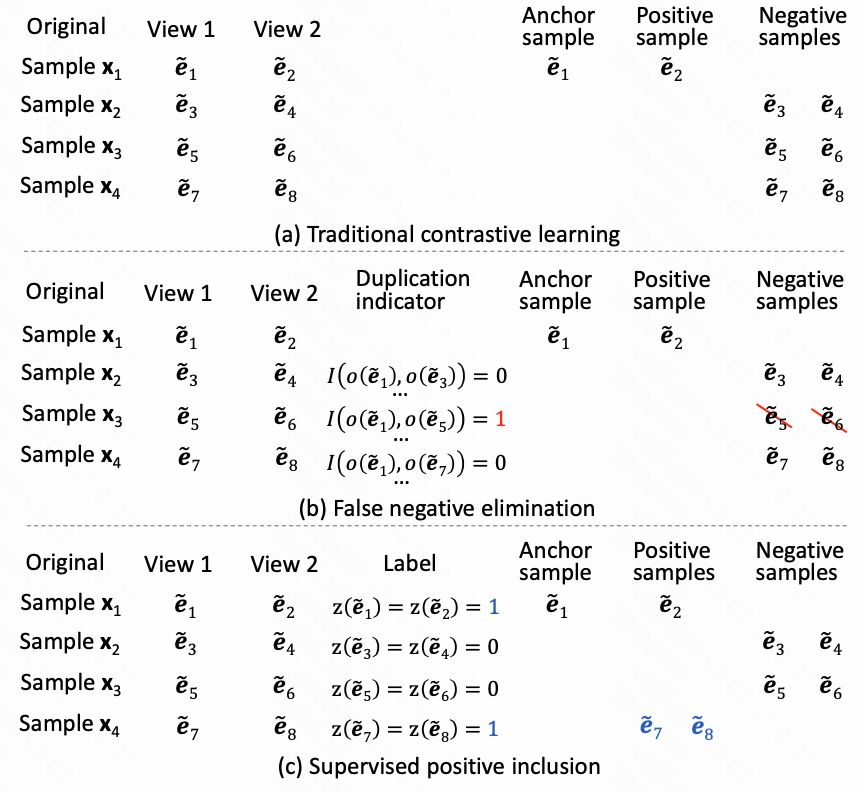 Original View 1 View 2 Anchor sample Positive sample Negative samples
Sample x₁ ẽ₁ ẽ₂ ẽ₁ ẽ₂
Sample x₂ ẽ₃ ẽ₄ ẽ₃ ẽ₄
Sample x₃ ẽ₅ ẽ₆ ẽ₅ ẽ₆
Sample x₄ ẽ₇ ẽ₈ ẽ₇ ẽ₈
(a) Traditional contrastive learning
Original View 1 View 2 Duplication indicator Anchor sample Positive sample Negative samples
Sample x₁ ẽ₁ ẽ₂ ẽ₁ ẽ₂
Sample x₂ ẽ₃ ẽ₄ I(o(ẽ₁), o(ẽ₃)) = 0 ẽ₃ ẽ₄
...
Sample x₃ ẽ₅ ẽ₆ I(o(ẽ₁), o(ẽ₅)) = 1 ẽ₅ ẽ₆
...
Sample x₄ ẽ₇ ẽ₈ I(o(ẽ₁), o(ẽ₇)) = 0 ẽ₇ ẽ₈
...
(b) False negative elimination
Original View 1 View 2 Label Anchor sample Positive samples Negative samples
Sample x₁ ẽ₁ ẽ₂ z(ẽ₁) = z(ẽ₂) = 1 ẽ₁ ẽ₂
Sample x₂ ẽ₃ ẽ₄ z(ẽ₃) = z(ẽ₄) = 0 ẽ₃ ẽ₄
Sample x₃ ẽ₅ ẽ₆ z(ẽ₅) = z(ẽ₆) = 0 ẽ₅ ẽ₆
Sample x₄ ẽ₇ ẽ₈ z(ẽ₇) = z(ẽ₈) = 1 ẽ₇ ẽ₈
(c) Supervised positive inclusion